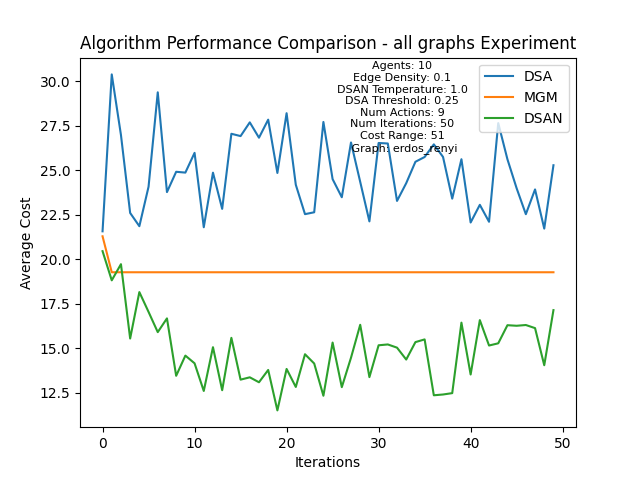 Algorithm Performance Comparison - all graphs Experiment
Agents: 10
Edge Density: 0.1
DSAN Temperature: 1.0
DSA Threshold: 0.25
Num Actions: 9
Num Iterations: 50
Cost Range: 51
Graph: erdos_renyi
DSA
MGM
DSAN
Average Cost
30.0
27.5
25.0
22.5
20.0
17.5
15.0
12.5
0
10
20
30
40
50
Iterations